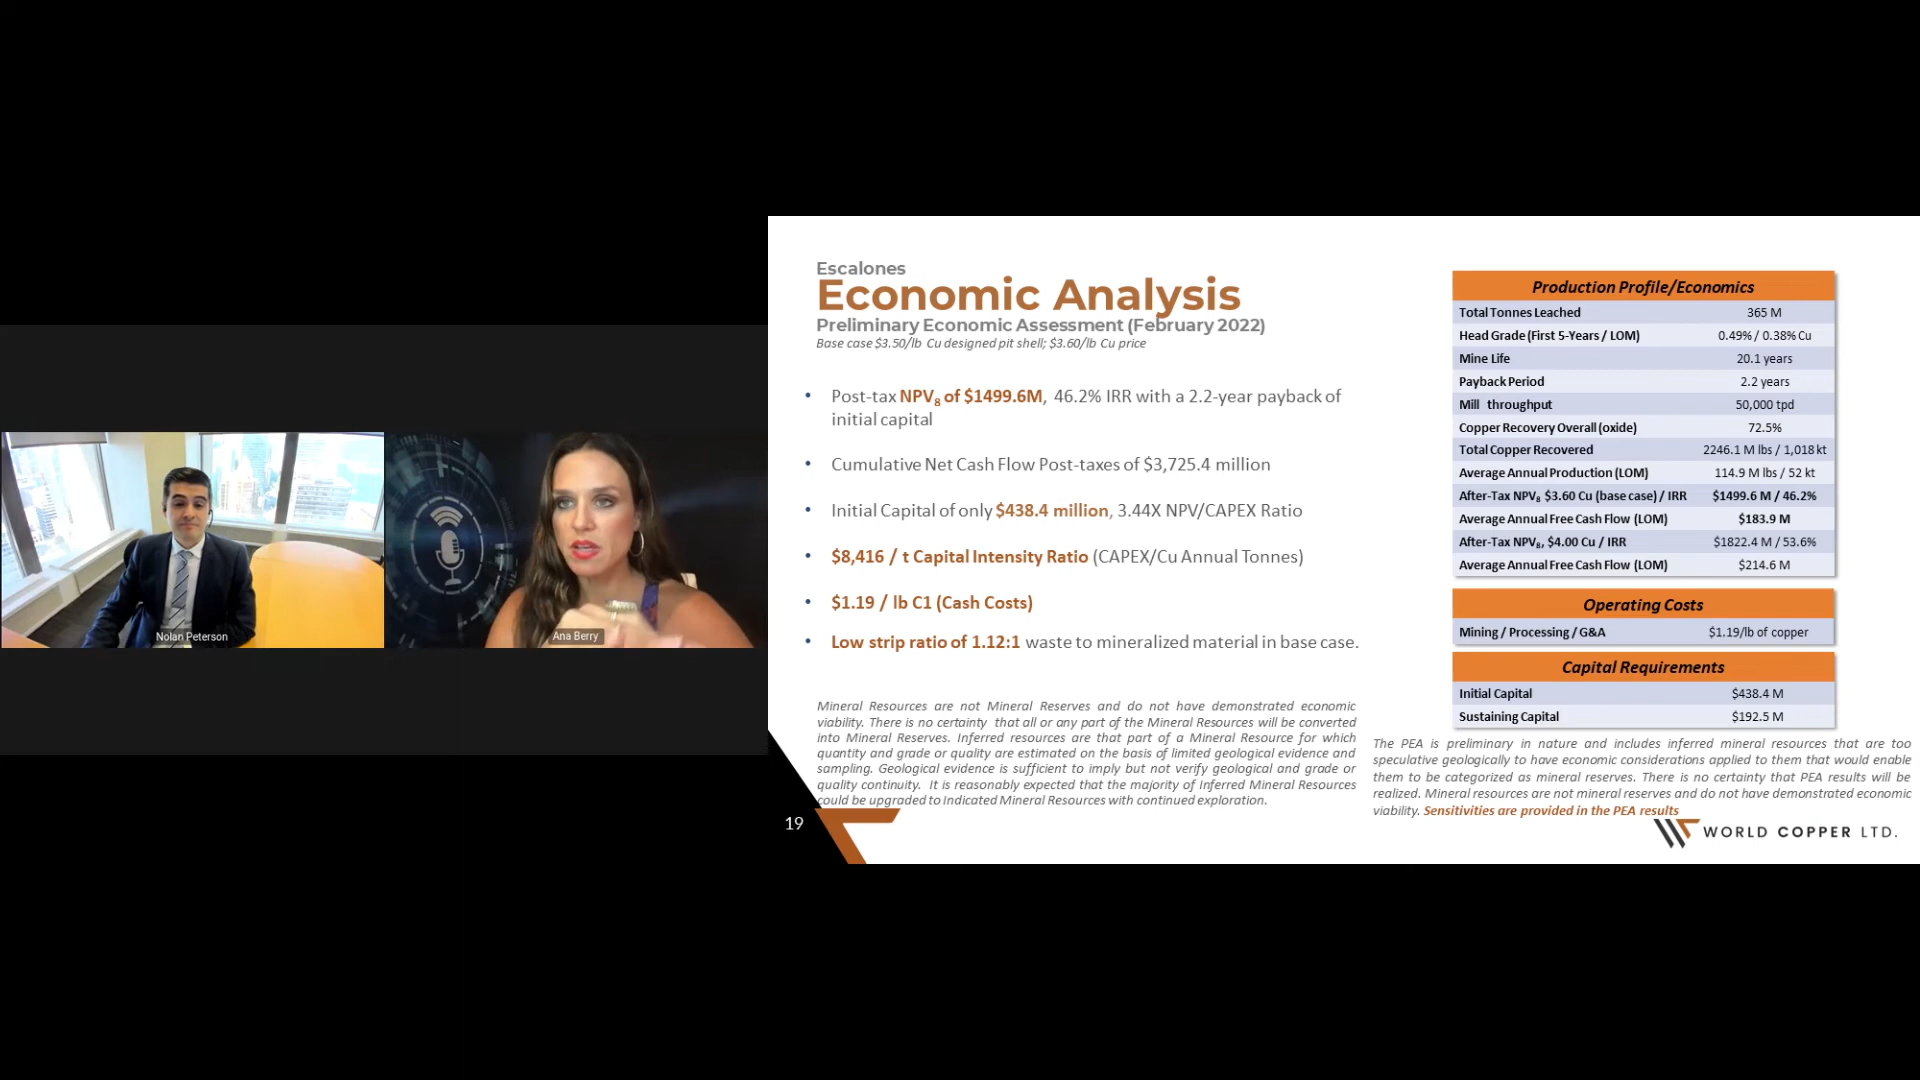 Nolan Peterson
Ana Berry
Escalones
Economic Analysis
Preliminary Economic Assessment (February 2022)
Base case $3.50/lb Cu designed pit shell; $3.60/lb Cu price
• Post-tax NPV8 of $1499.6M, 46.2% IRR with a 2.2-year payback of
initial capital
• Cumulative Net Cash Flow Post-taxes of $3,725.4 million
• Initial Capital of only $438.4 million, 3.44X NPV/CAPEX Ratio
• $8,416 / t Capital Intensity Ratio (CAPEX/Cu Annual Tonnes)
• $1.19 / lb C1 (Cash Costs)
• Low strip ratio of 1.12:1 waste to mineralized material in base case.
Mineral Resources are not Mineral Reserves and do not have demonstrated economic
viability. There is no certainty that all or any part of the Mineral Resources will be converted
into Mineral Reserves. Inferred resources are that part of a Mineral Resource for which
quantity and grade or quality are estimated on the basis of limited geological evidence and
sampling. Geological evidence is sufficient to imply but not verify geological and grade or
quality continuity. It is reasonably expected that the majority of Inferred Mineral Resources
could be upgraded to Indicated Mineral Resources with continued exploration.
19
Production Profile/Economics
Total Tonnes Leached 365 M
Head Grade (First 5-Years / LOM) 0.49% / 0.38% Cu
Mine Life 20.1 years
Payback Period 2.2 years
Mill throughput 50,000 tpd
Copper Recovery Overall (oxide) 72.5%
Total Copper Recovered 2246.1 M lbs / 1,018 kt
Average Annual Production (LOM) 114.9 M lbs / 52 kt
After-Tax NPV8 $3.60 Cu (base case) / IRR $1499.6 M / 46.2%
Average Annual Free Cash Flow (LOM) $183.9 M
After-Tax NPV8, $4.00 Cu / IRR $1822.4 M / 53.6%
Average Annual Free Cash Flow (LOM) $214.6 M
Operating Costs
Mining / Processing / G&A $1.19/lb of copper
Capital Requirements
Initial Capital $438.4 M
Sustaining Capital $192.5 M
The PEA is preliminary in nature and includes inferred mineral resources that are too
speculative geologically to have economic considerations applied to them that would enable
them to be categorized as mineral reserves. There is no certainty that PEA results will be
realized. Mineral resources are not mineral reserves and do not have demonstrated economic
viability. Sensitivities are provided in the PEA results
WORLD COPPER LTD.